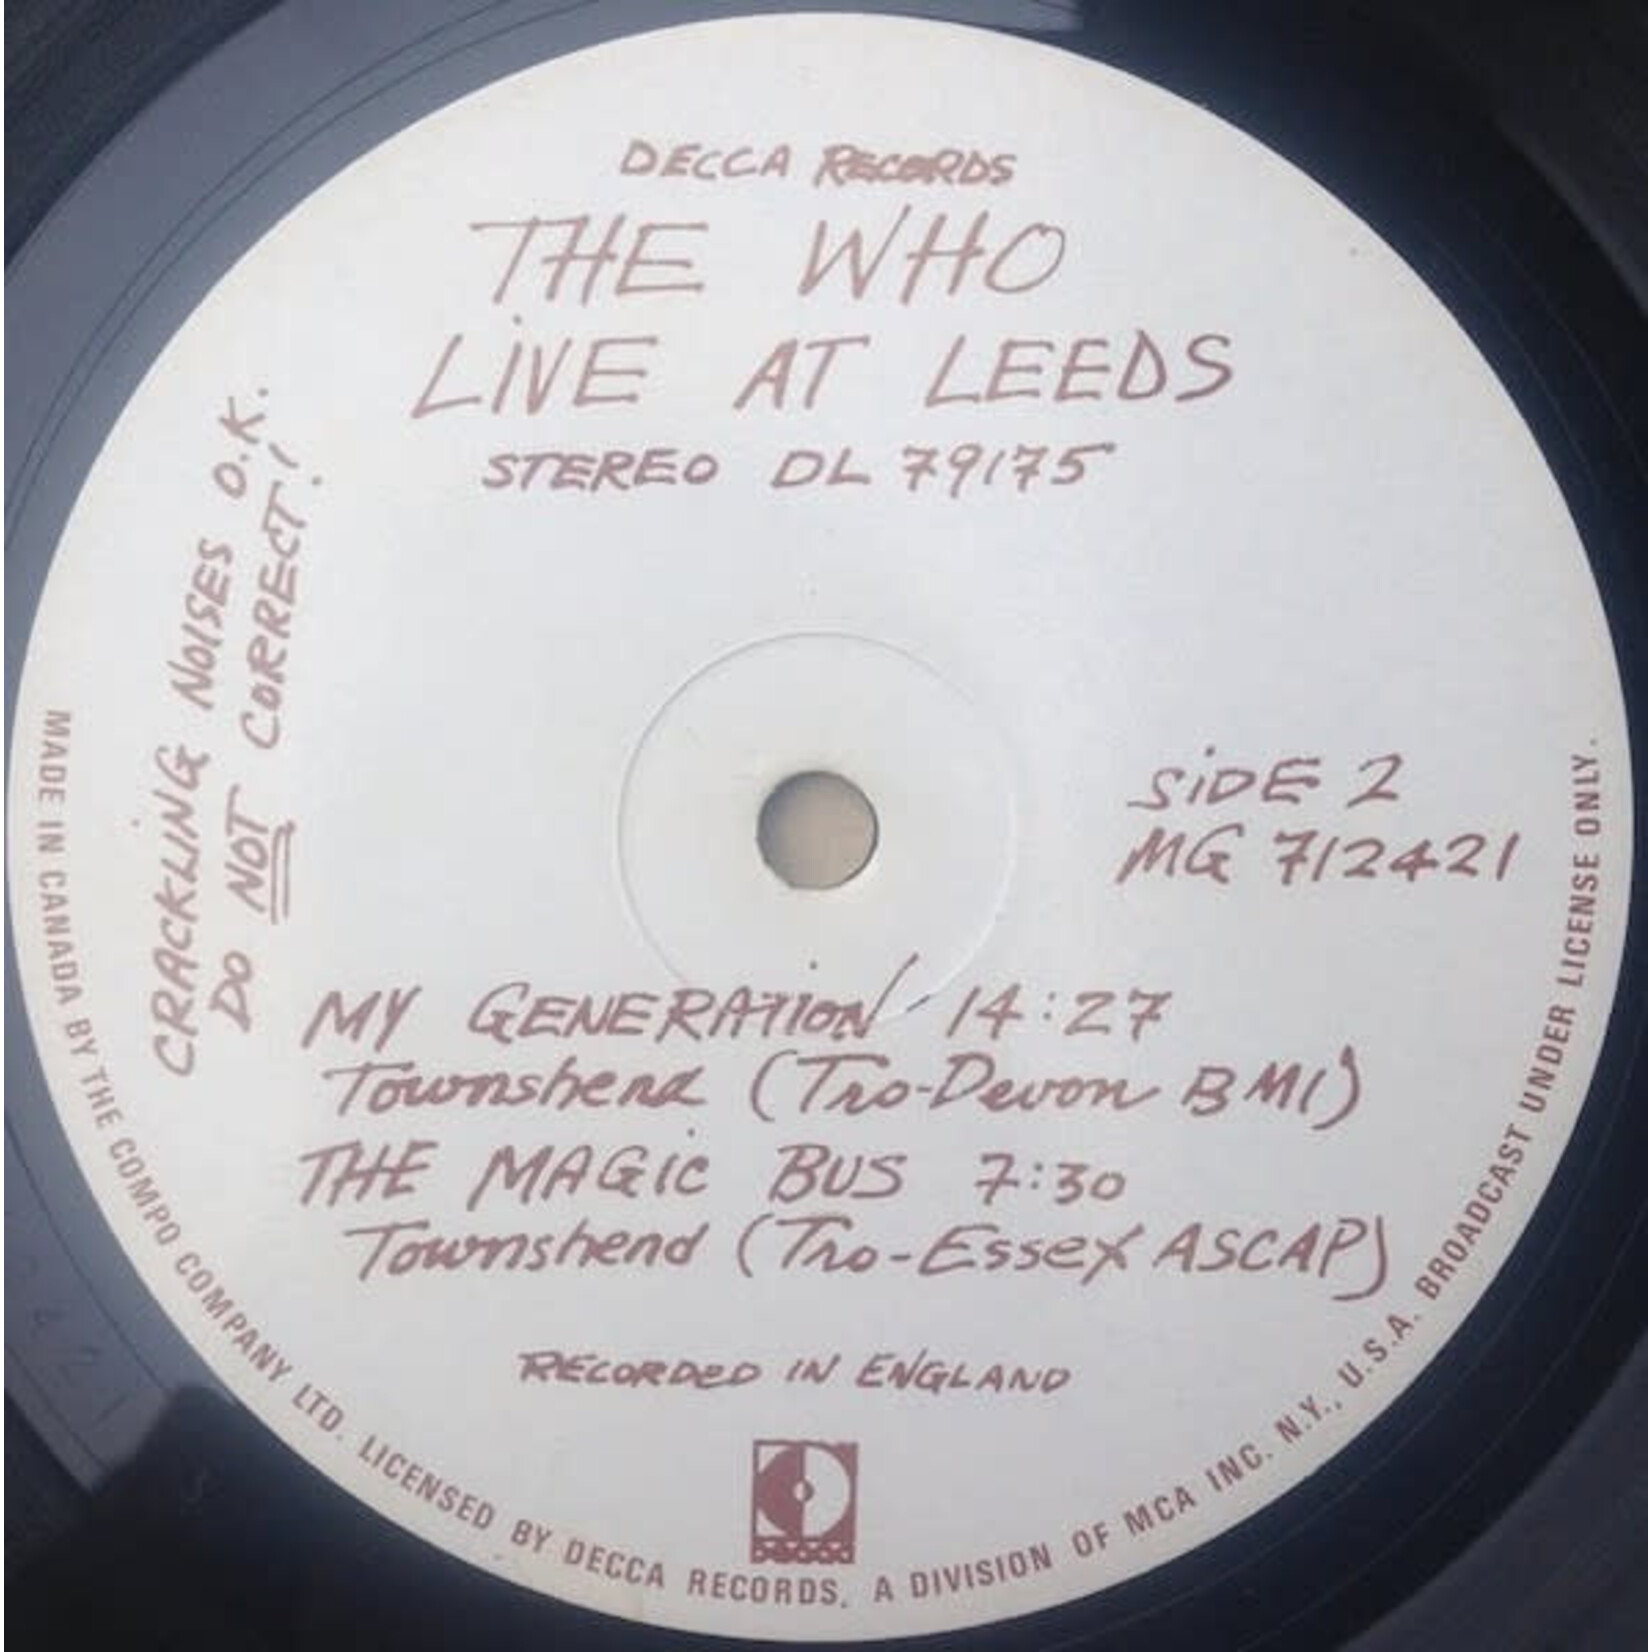 DECCA RECORDS
THE WHO
LiVE AT LEEDS
STEREO DL 79175
CRACKLING NOISES O.K.
DO NOT CORRECT!
SiDE 2
MG 712421
MY GENERATiON 14:27
Townshend (Tro-Devon BMI)
THE MAGiC BUS 7:30
Townshend (Tro-Essex ASCAP)
RECORDED IN ENGLAND
DECCA
MADE IN CANADA BY THE COMPO COMPANY LTD. LICENSED BY DECCA RECORDS, A DIVISION OF MCA INC. N.Y., U.S.A. BROADCAST UNDER LICENSE ONLY.